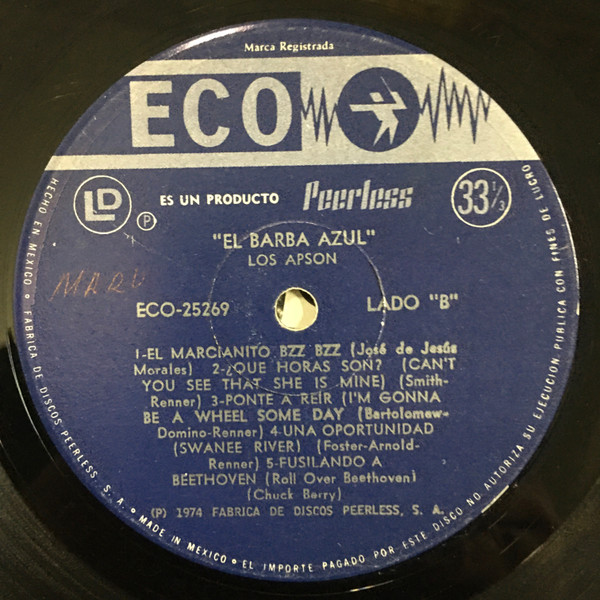 Marca Registrada
ECO
LD
P
ES UN PRODUCTO Peerless
33 1/3
"EL BARBA AZUL"
LOS APSON
MARU
ECO-25269 LADO "B"
1-EL MARCIANITO BZZ BZZ (José de Jesús
Morales) 2-¿QUE HORAS SON? (CAN'T
YOU SEE THAT SHE IS MINE) (Smith-
Renner) 3-PONTE A REÍR (I'M GONNA
BE A WHEEL SOME DAY (Bartolomew-
Domino-Renner) 4-UNA OPORTUNIDAD
(SWANEE RIVER) (Foster-Arnold-
Renner) 5-FUSILANDO A
BEETHOVEN (Roll Over Beethoven)
(Chuck Berry)
(P) 1974 FABRICA DE DISCOS PEERLESS, S. A.
HECHO EN MEXICO • FABRICA DE DISCOS PEERLESS, S. A. • MADE IN MEXICO • EL IMPORTE PAGADO POR ESTE DISCO NO AUTORIZA SU EJECUCION PUBLICA CON FINES DE LUCRO